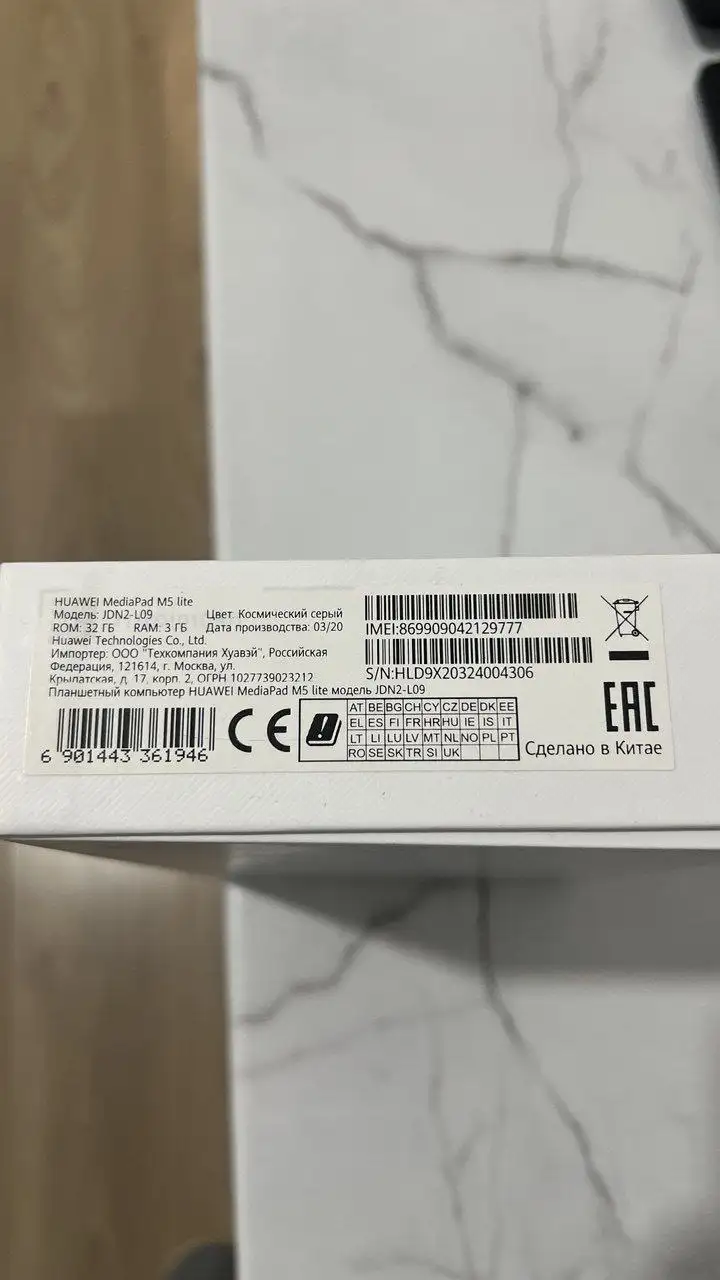 HUAWEI MediaPad M5 lite
Модель: JDN2-L09 Цвет: Космический серый
ROM: 32 ГБ RAM: 3 ГБ Дата производства: 03/20
Huawei Technologies Co., Ltd.
Импортер: ООО "Техкомпания Хуавэй", Российская
Федерация, 121614, г. Москва, ул.
Крылатская, д. 17, корп. 2, ОГРН 1027739023212
Планшетный компьютер HUAWEI MediaPad M5 lite модель JDN2-L09
IMEI:869909042129777
S/N:HLD9X20324004306
6 901443 361946
CE
AT BE BG CH CY CZ DE DK EE
EL ES FI FR HR HU IE IS IT
LT LI LU LV MT NL NO PL PT
RO SE SK TR SI UK
EAC
Сделано в Китае